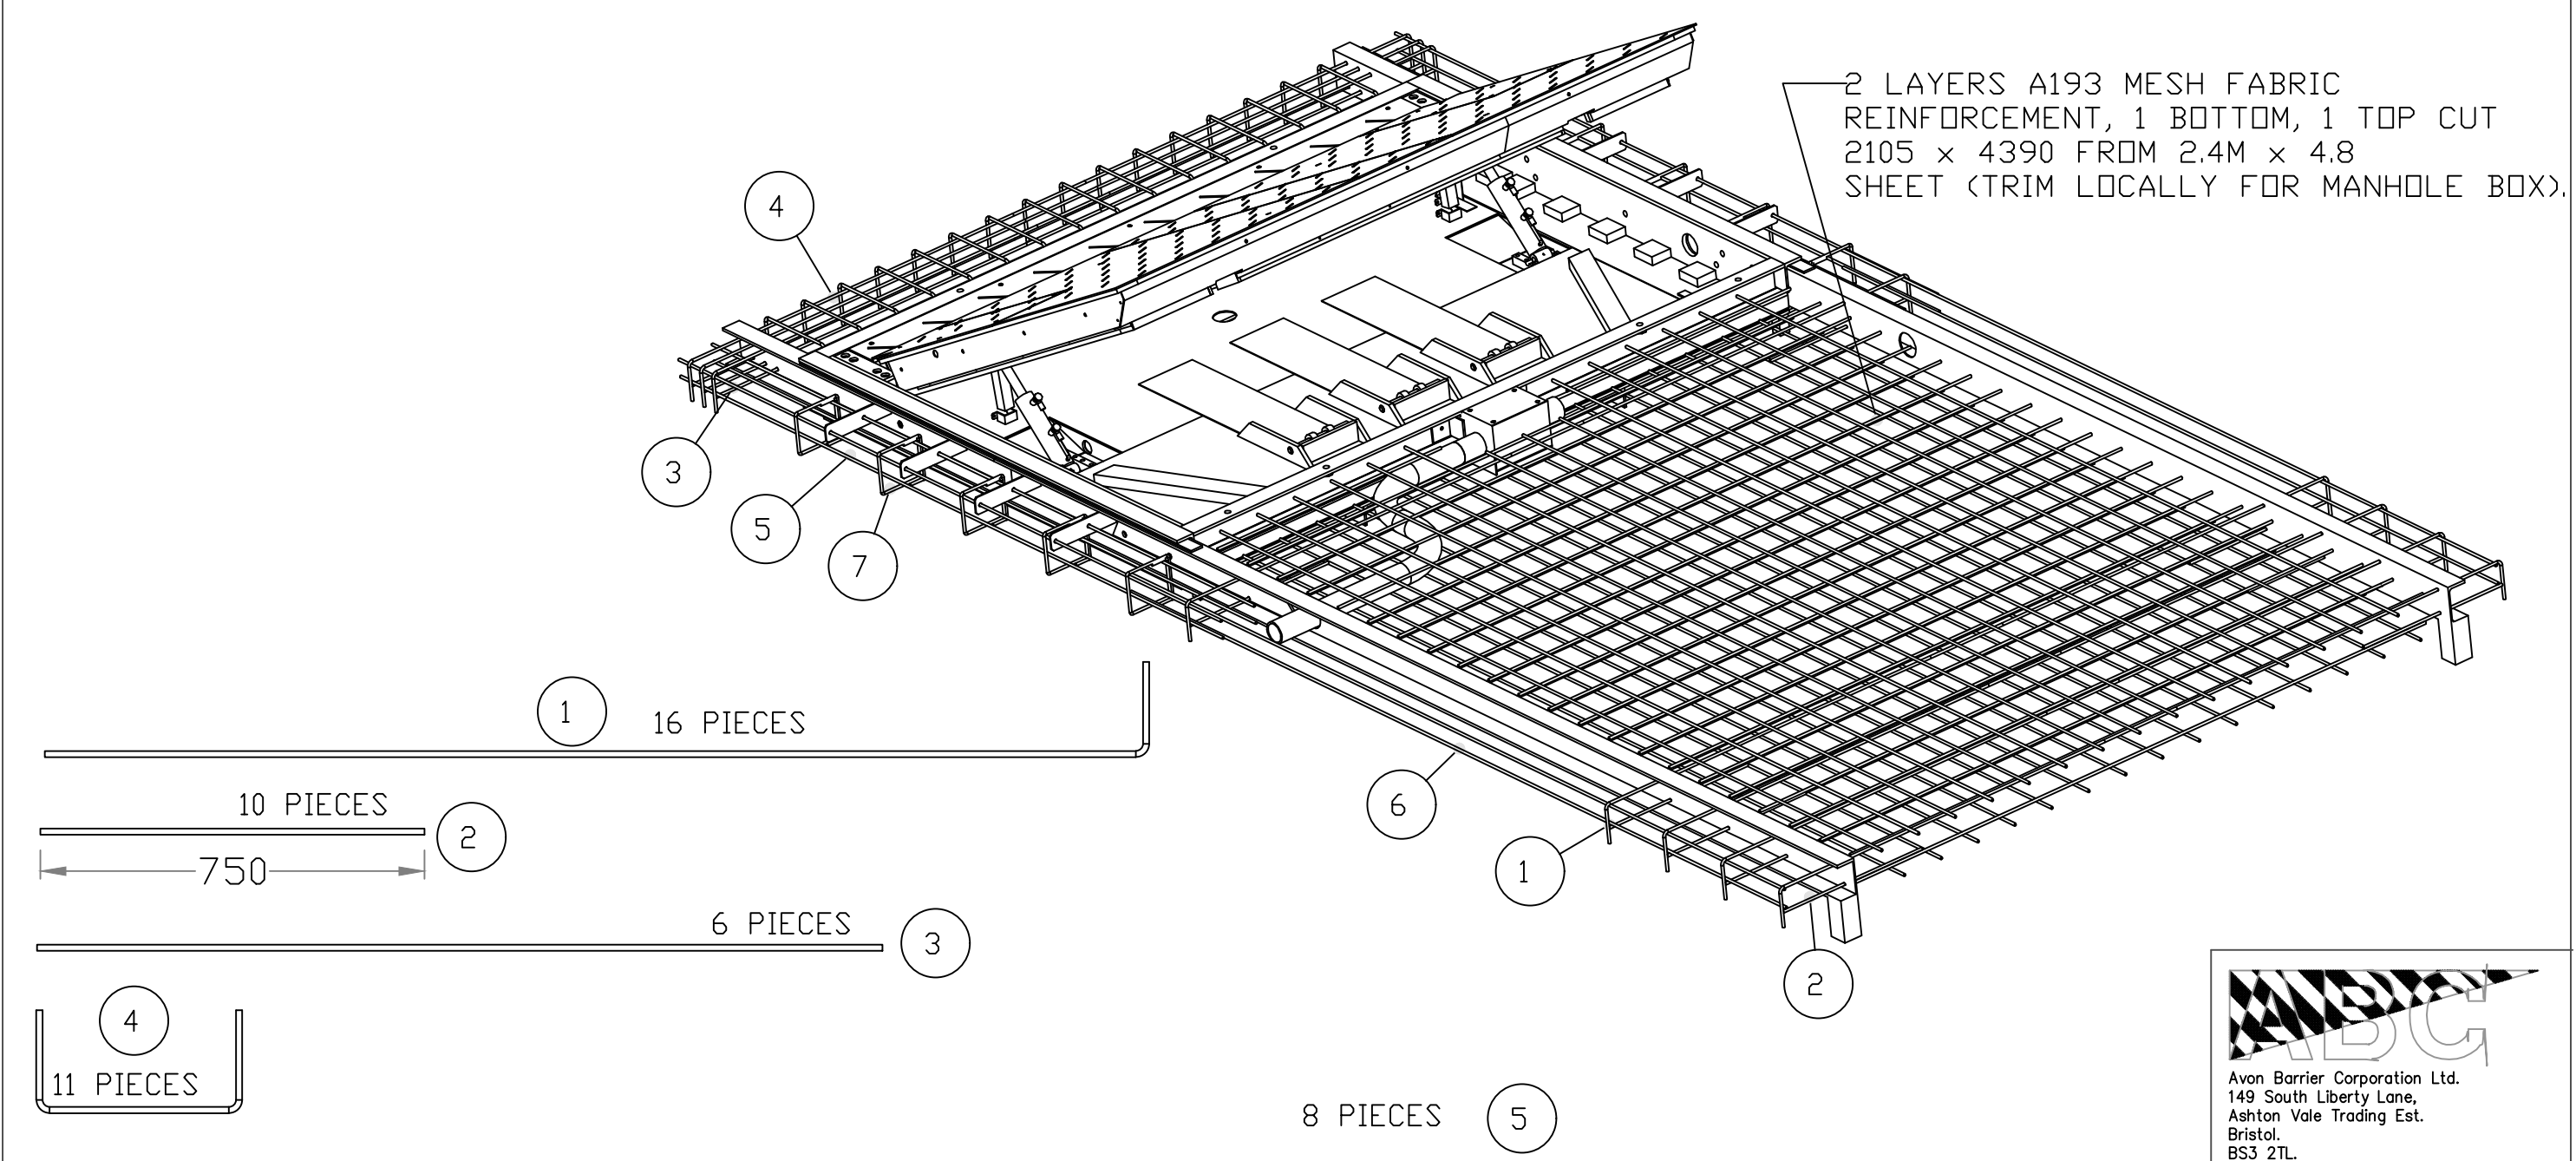 2 LAYERS A193 MESH FABRIC
REINFORCEMENT, 1 BOTTOM, 1 TOP CUT
2105 x 4390 FROM 2.4M x 4.8
SHEET (TRIM LOCALLY FOR MANHOLE BOX).
4
3
5
7
6
1
2
1
16 PIECES
10 PIECES
2
750
6 PIECES
3
4
11 PIECES
8 PIECES
5
ABC
Avon Barrier Corporation Ltd.
149 South Liberty Lane,
Ashton Vale Trading Est.
Bristol.
BS3 2TL.